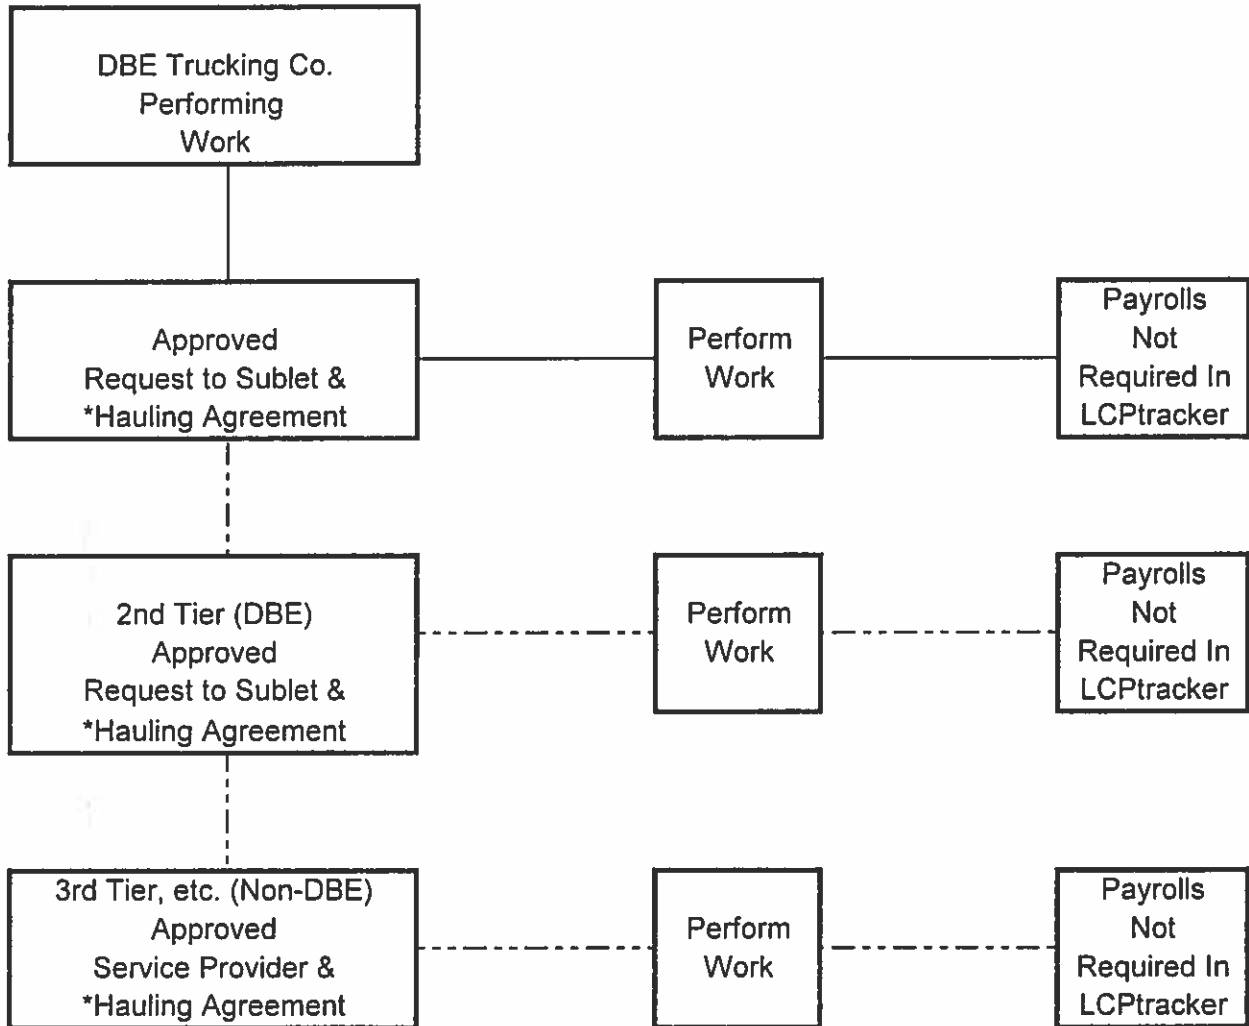 DBE Trucking Co.
Performing
Work
Approved
Request to Sublet &
*Hauling Agreement
Perform
Work
Payrolls
Not
Required In
LCPtracker
2nd Tier (DBE)
Approved
Request to Sublet &
*Hauling Agreement
Perform
Work
Payrolls
Not
Required In
LCPtracker
3rd Tier, etc. (Non-DBE)
Approved
Service Provider &
*Hauling Agreement
Perform
Work
Payrolls
Not
Required In
LCPtracker